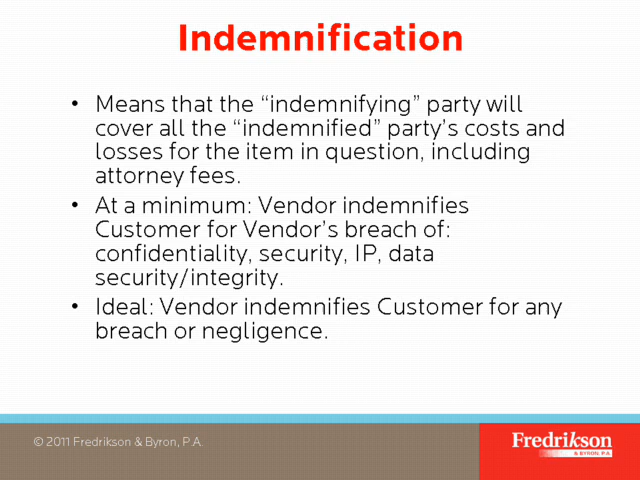 Indemnification
• Means that the “indemnifying” party will
cover all the “indemnified” party’s costs and
losses for the item in question, including
attorney fees.
• At a minimum: Vendor indemnifies
Customer for Vendor’s breach of:
confidentiality, security, IP, data
security/integrity.
• Ideal: Vendor indemnifies Customer for any
breach or negligence.
© 2011 Fredrikson & Byron, P.A.
Fredrikson
& BYRON, P.A.